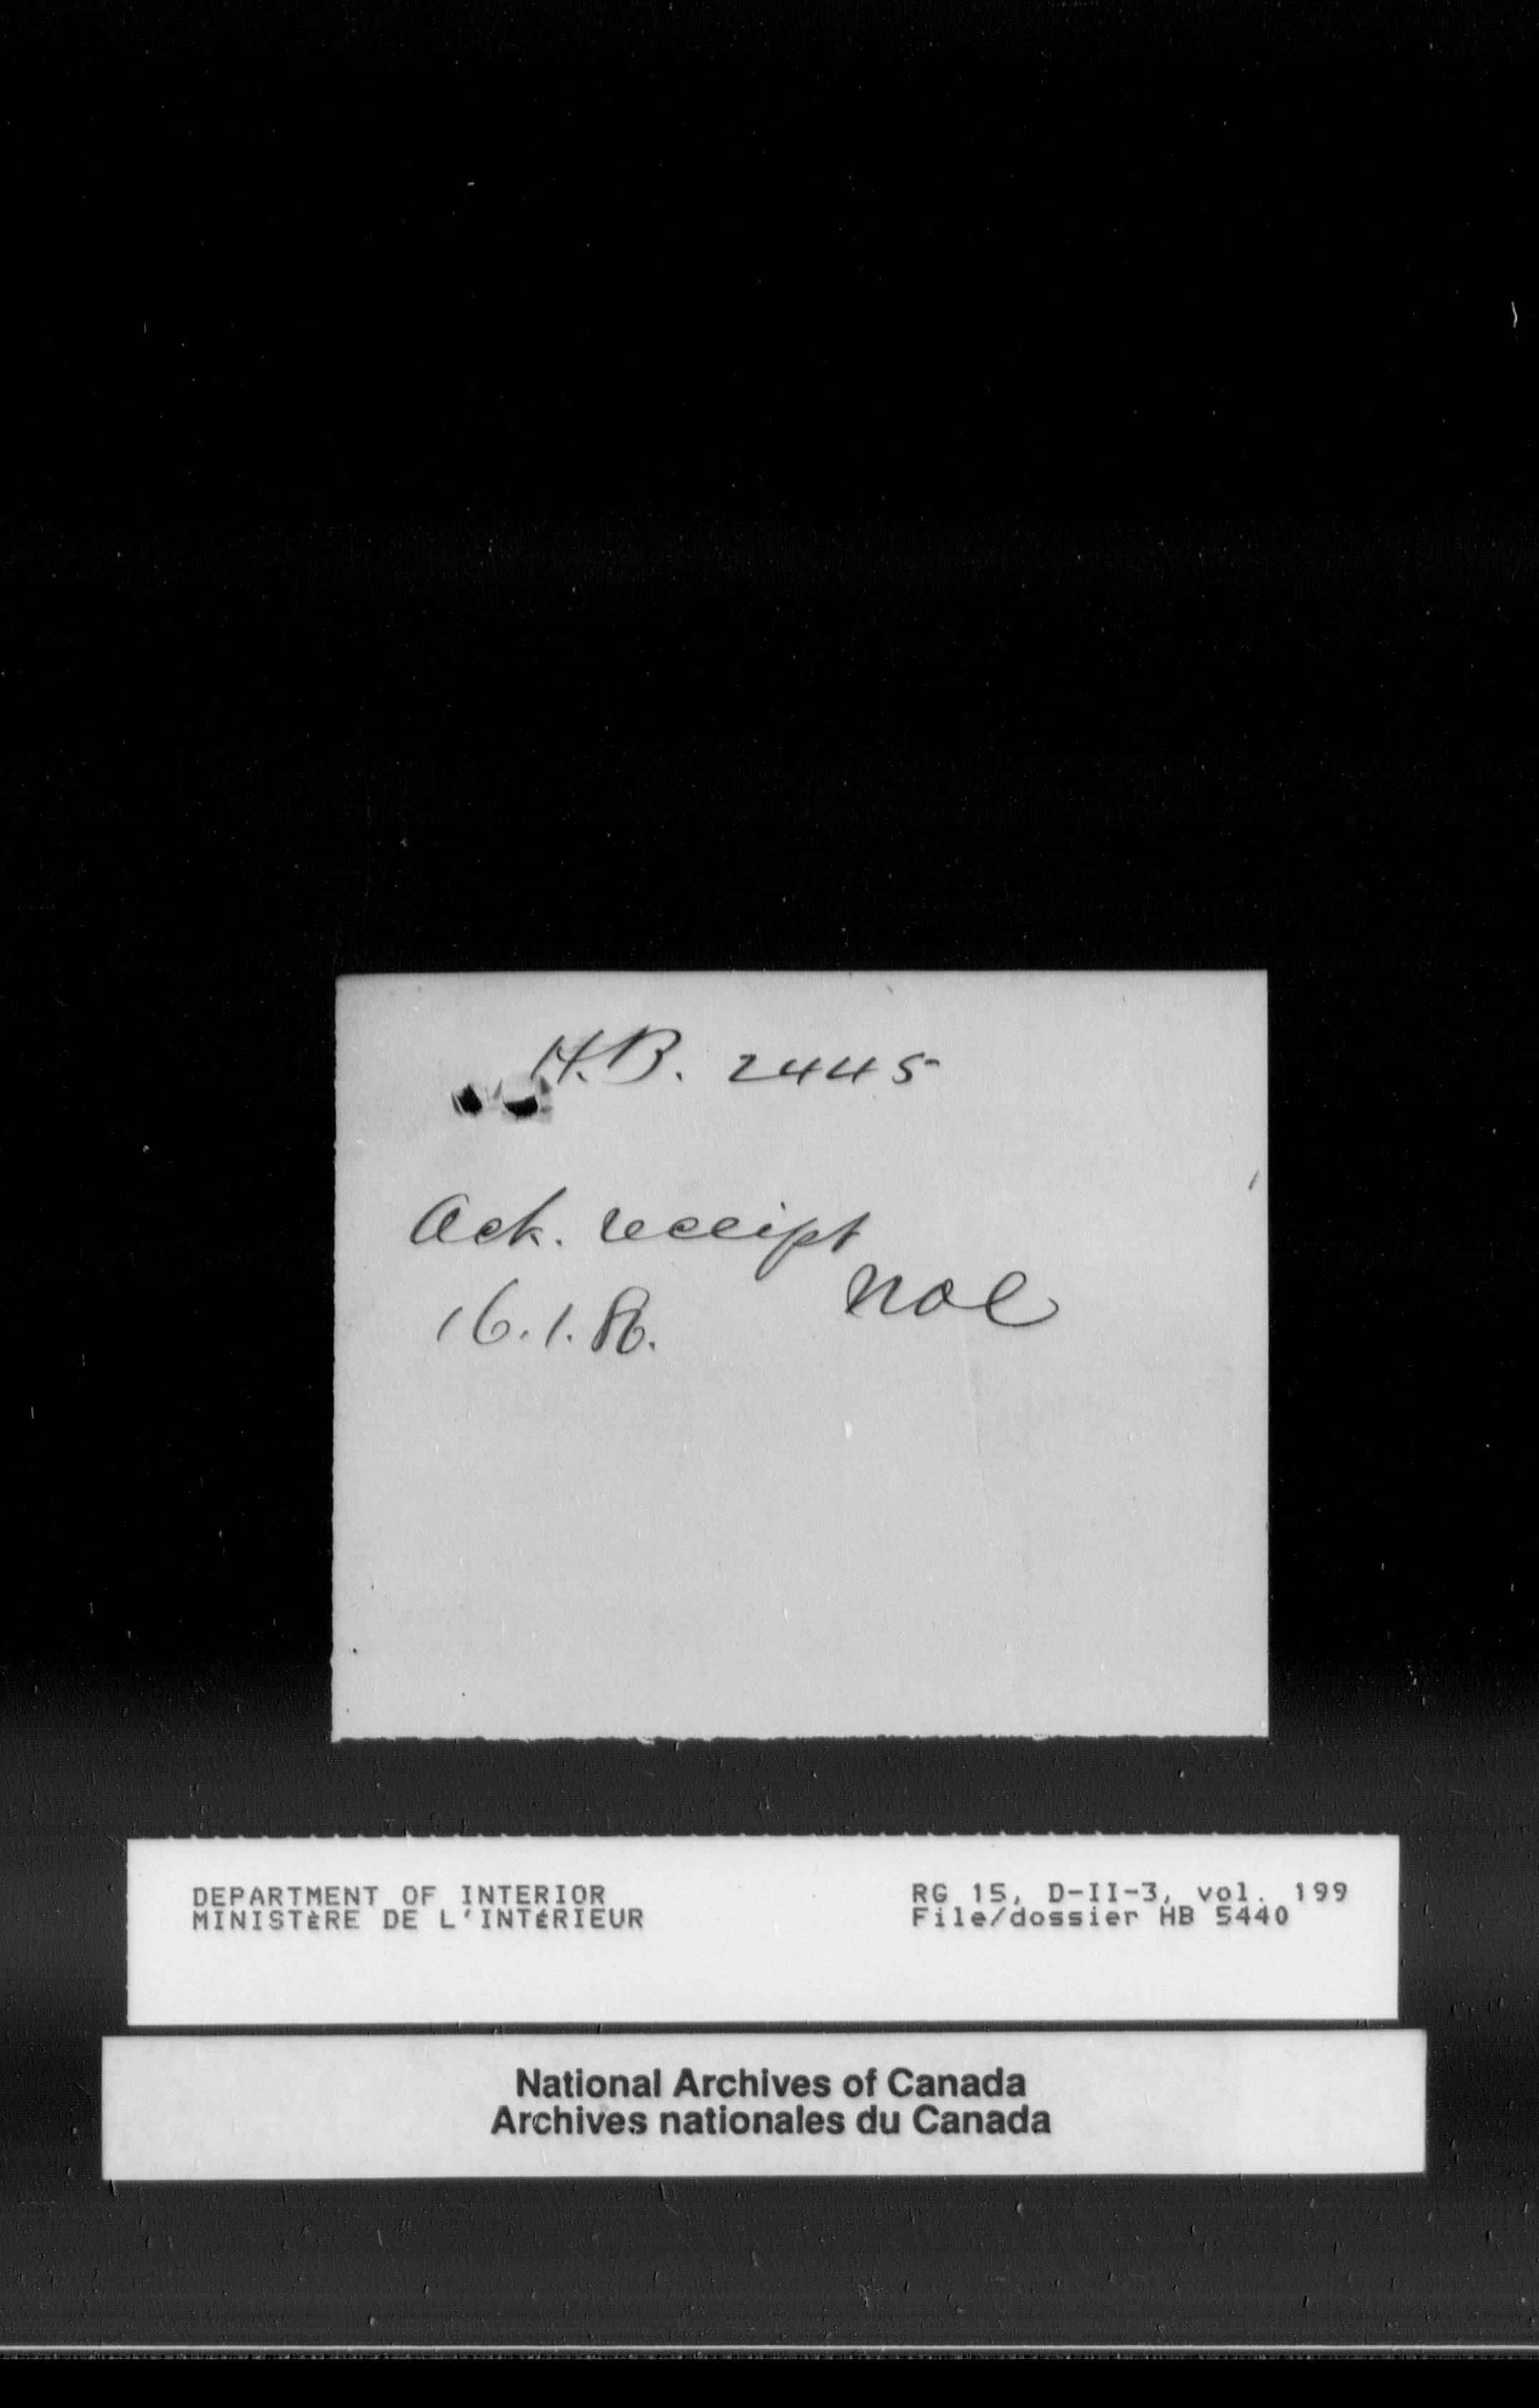 H.B. 2445
Ack. receipt
NOC
16.1.86.
DEPARTMENT OF INTERIOR
MINISTèRE DE L'INTéRIEUR
RG 15, D-II-3, vol. 199
File/dossier HB 5440
National Archives of Canada
Archives nationales du Canada